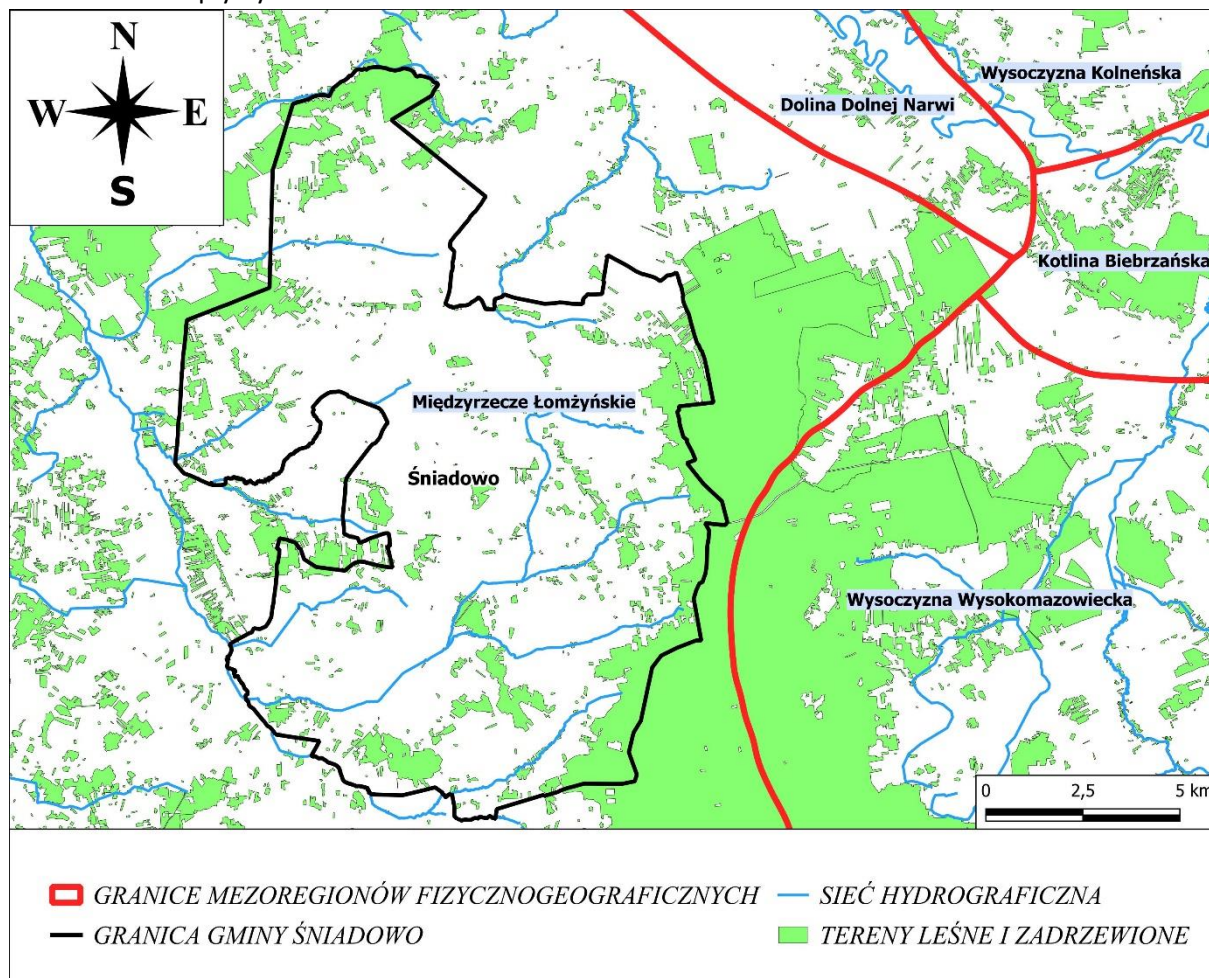 N
W E
S
Wysoczyzna Kolneńska
Dolina Dolnej Narwi
Kotlina Biebrzańska
Międzyrzecze Łomżyńskie
Śniadowo
Wysoczyzna Wysokomazowiecka
0 2,5 5 km
GRANICE MEZOREGIONÓW FIZYCZNOGEOGRAFICZNYCH
SIEĆ HYDROGRAFICZNA
GRANICA GMINY ŚNIADOWO
TERENY LEŚNE I ZADRZEWIONE